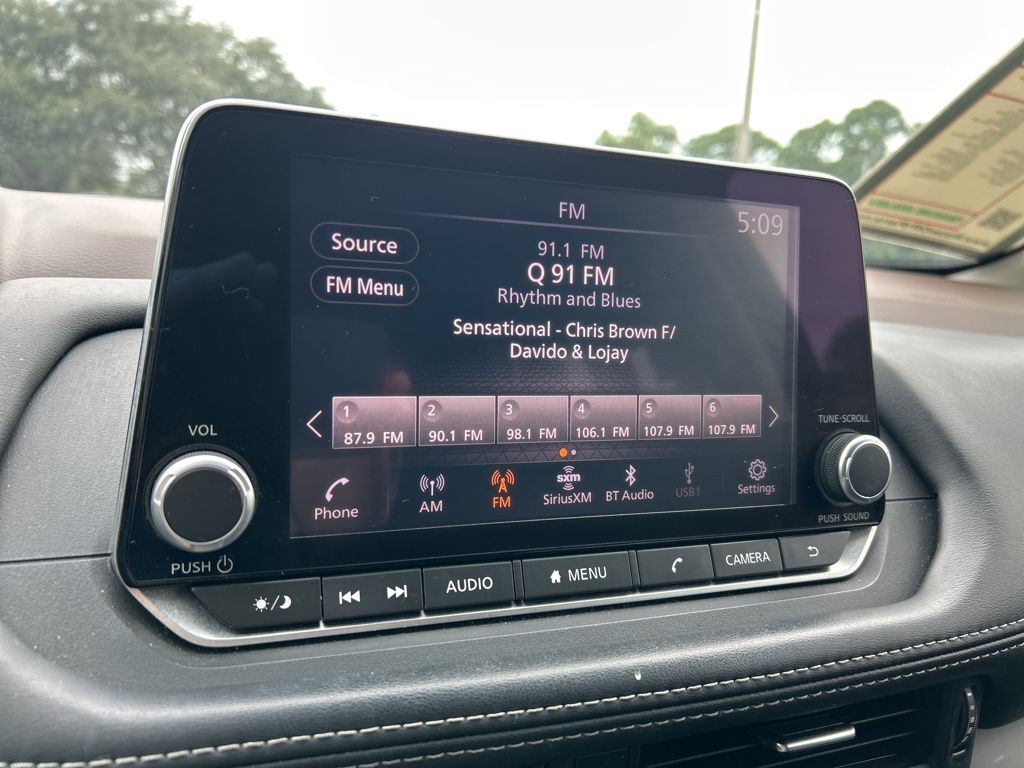 FM
5:09
Source
91.1 FM
Q 91 FM
FM Menu
Rhythm and Blues
Sensational - Chris Brown F/
Davido & Lojay
1 2 3 4 5 6
87.9 FM 90.1 FM 98.1 FM 106.1 FM 107.9 FM 107.9 FM
VOL
TUNE·SCROLL
Phone AM FM sxm SiriusXM BT Audio USB1 Settings
PUSH
PUSH SOUND
AUDIO MENU CAMERA